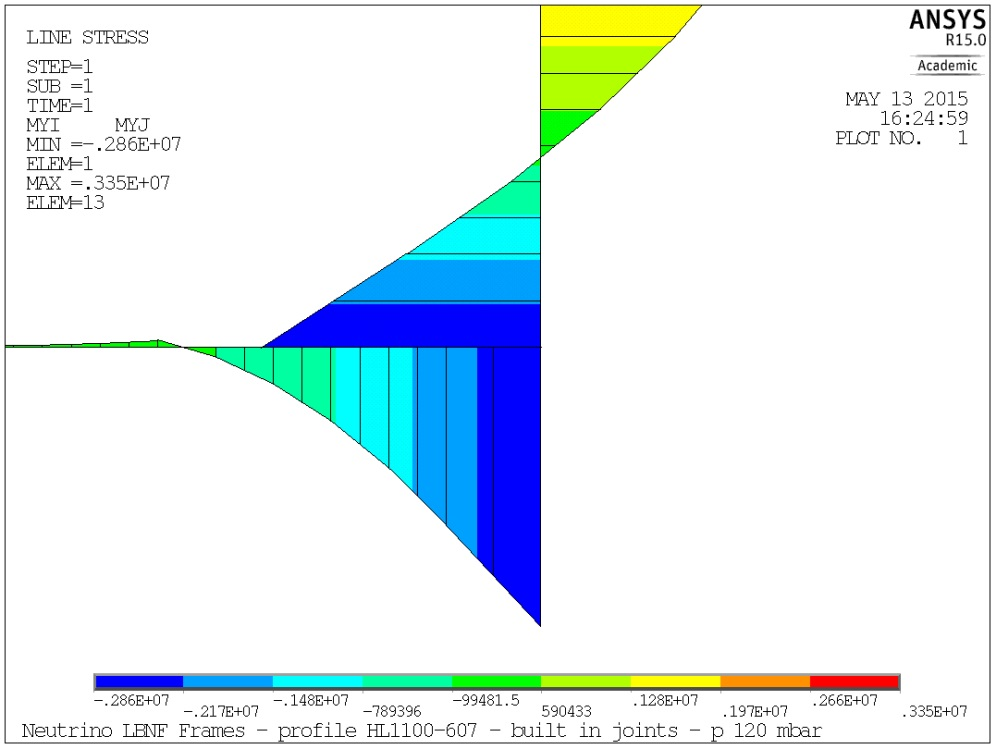 LINE STRESS
STEP=1
SUB =1
TIME=1
MYI MYJ
MIN =-.286E+07
ELEM=1
MAX =.335E+07
ELEM=13
ANSYS
R15.0
Academic
MAY 13 2015
16:24:59
PLOT NO. 1
-.286E+07
-.217E+07
-.148E+07
-789396
-99481.5
590433
.128E+07
.197E+07
.266E+07
.335E+07
Neutrino LBNF Frames - profile HL1100-607 - built in joints - p 120 mbar